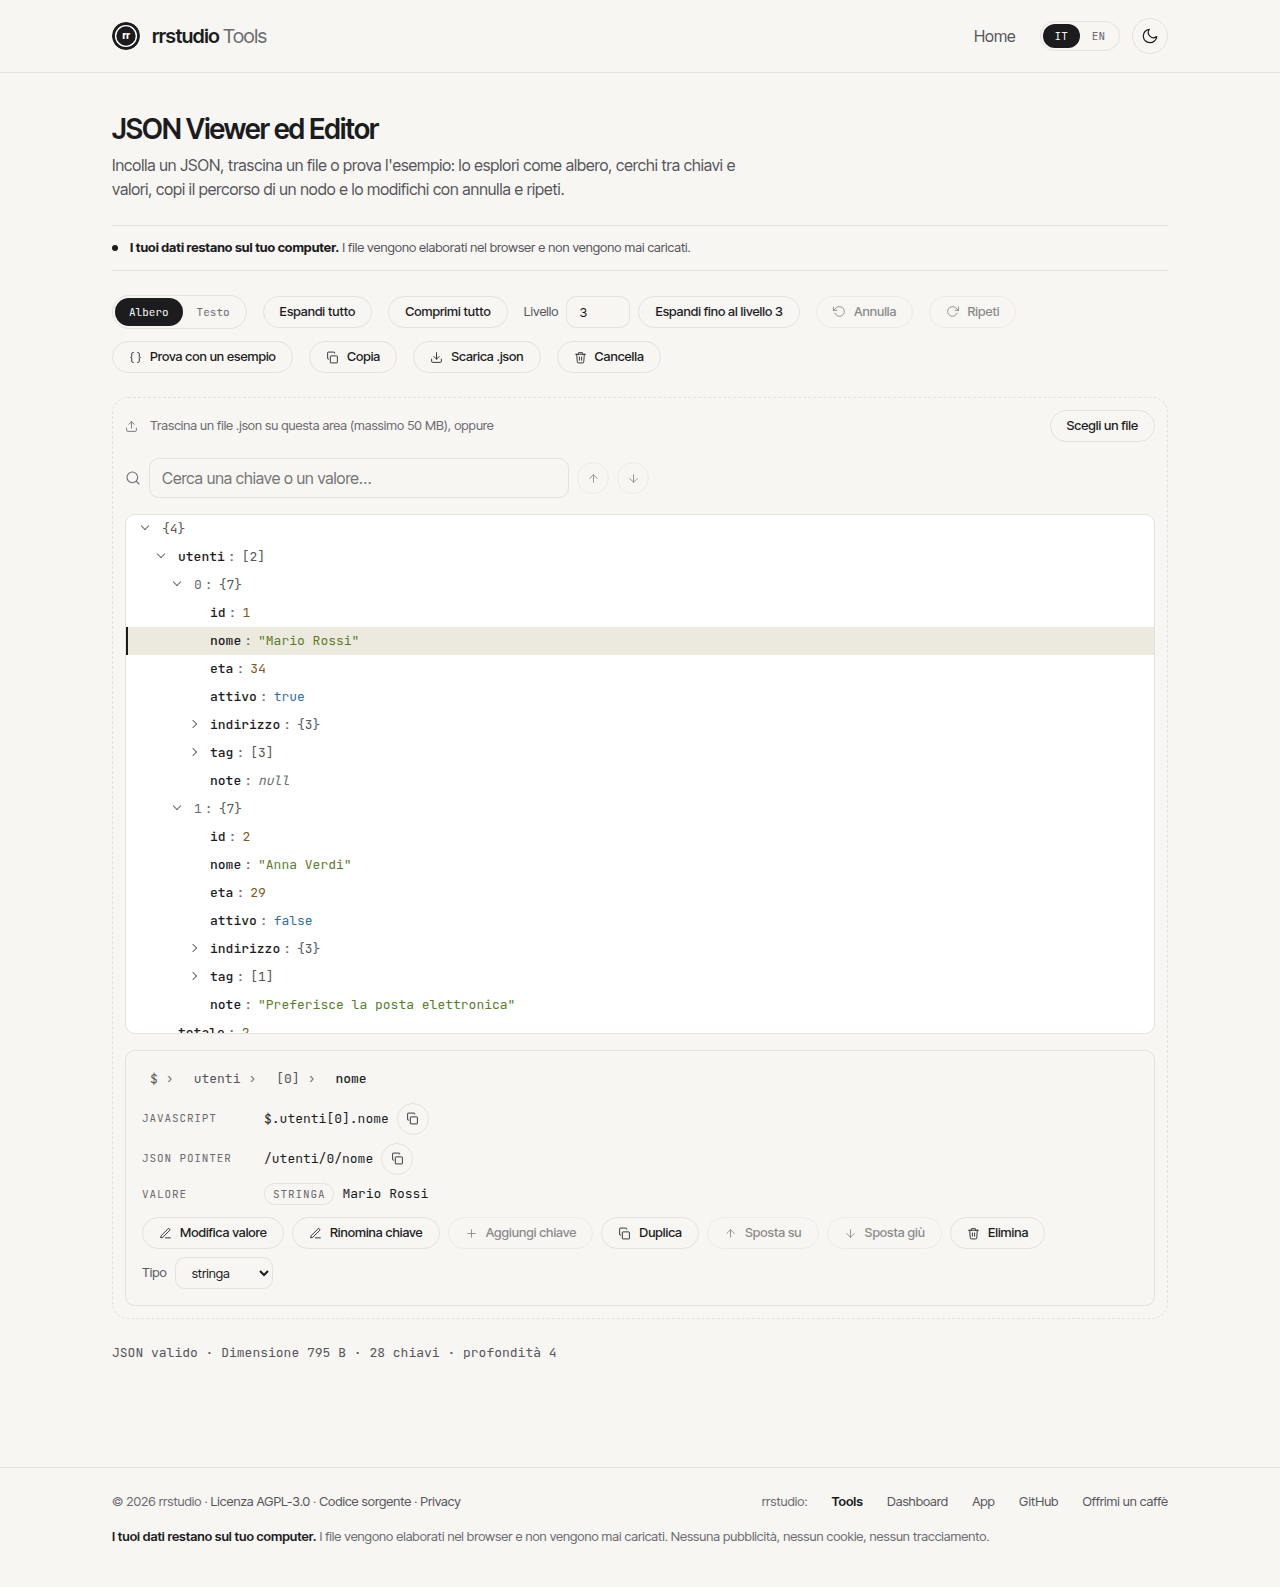 rr rrstudio Tools
Home
IT EN
JSON Viewer ed Editor
Incolla un JSON, trascina un file o prova l'esempio: lo esplori come albero, cerchi tra chiavi e
valori, copi il percorso di un nodo e lo modifichi con annulla e ripeti.
I tuoi dati restano sul tuo computer. I file vengono elaborati nel browser e non vengono mai caricati.
Albero Testo Espandi tutto Comprimi tutto Livello 3 Espandi fino al livello 3 Annulla Ripeti
{} Prova con un esempio Copia Scarica .json Cancella
Trascina un file .json su questa area (massimo 50 MB), oppure Scegli un file
Cerca una chiave o un valore...
{4}
utenti : [2]
0 : {7}
id : 1
nome : "Mario Rossi"
eta : 34
attivo : true
indirizzo : {3}
tag : [3]
note : null
1 : {7}
id : 2
nome : "Anna Verdi"
eta : 29
attivo : false
indirizzo : {3}
tag : [1]
note : "Preferisce la posta elettronica"
totale : 2
$ › utenti › [0] › nome
JAVASCRIPT $.utenti[0].nome
JSON POINTER /utenti/0/nome
VALORE STRINGA Mario Rossi
Modifica valore Rinomina chiave Aggiungi chiave Duplica Sposta su Sposta giù Elimina
Tipo stringa
JSON valido · Dimensione 795 B · 28 chiavi · profondità 4
© 2026 rrstudio · Licenza AGPL-3.0 · Codice sorgente · Privacy
rrstudio: Tools Dashboard App GitHub Offrimi un caffè
I tuoi dati restano sul tuo computer. I file vengono elaborati nel browser e non vengono mai caricati. Nessuna pubblicità, nessun cookie, nessun tracciamento.